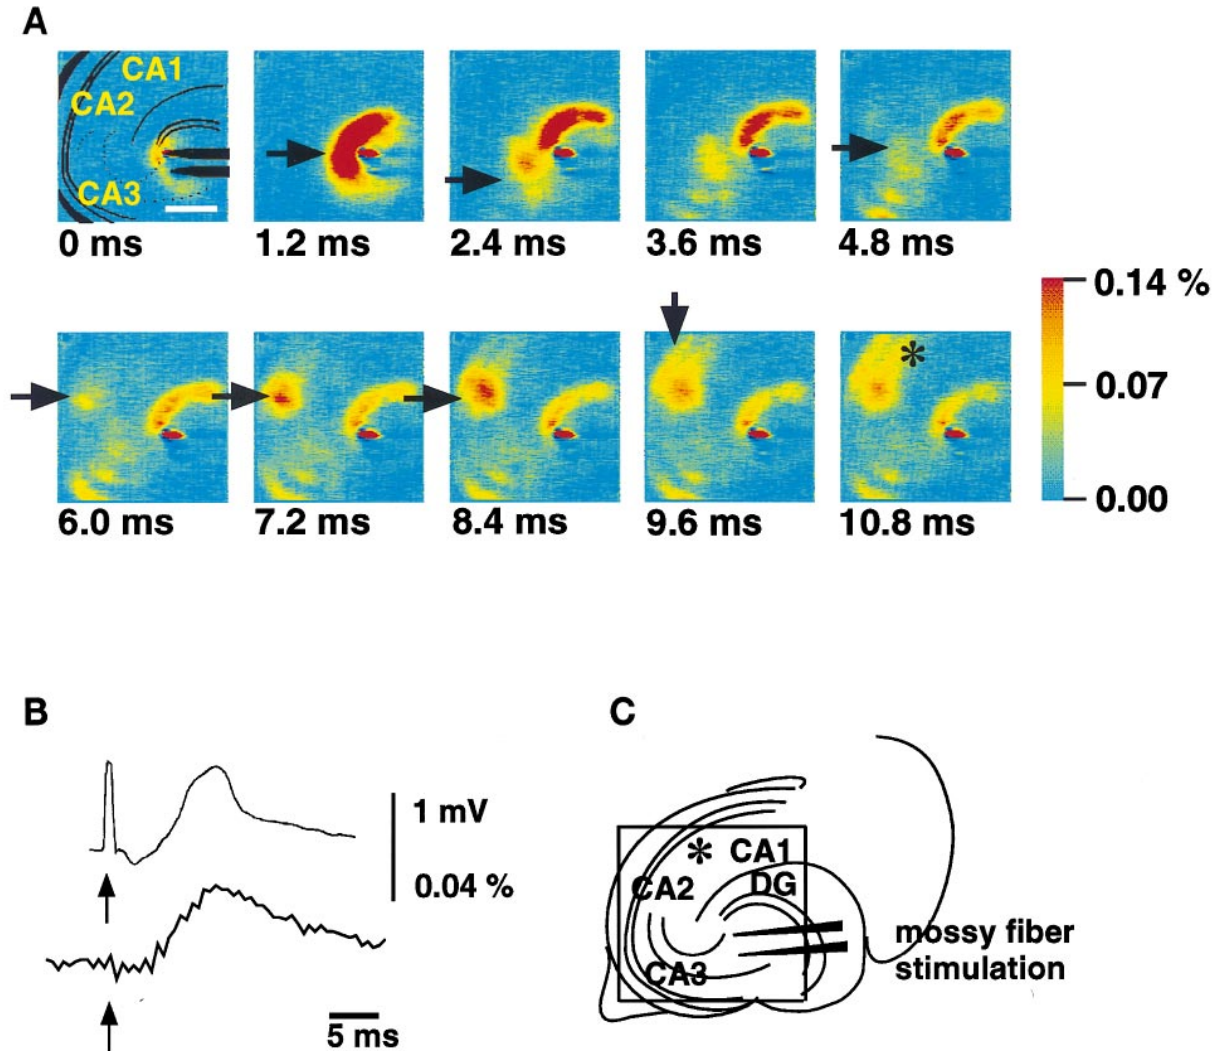 A
CA1
CA2
CA3
0 ms
1.2 ms
2.4 ms
3.6 ms
4.8 ms
0.14 %
0.07
0.00
*
6.0 ms
7.2 ms
8.4 ms
9.6 ms
10.8 ms
B
1 mV
0.04 %
5 ms
C
* CA1
CA2 DG
CA3
mossy fiber
stimulation